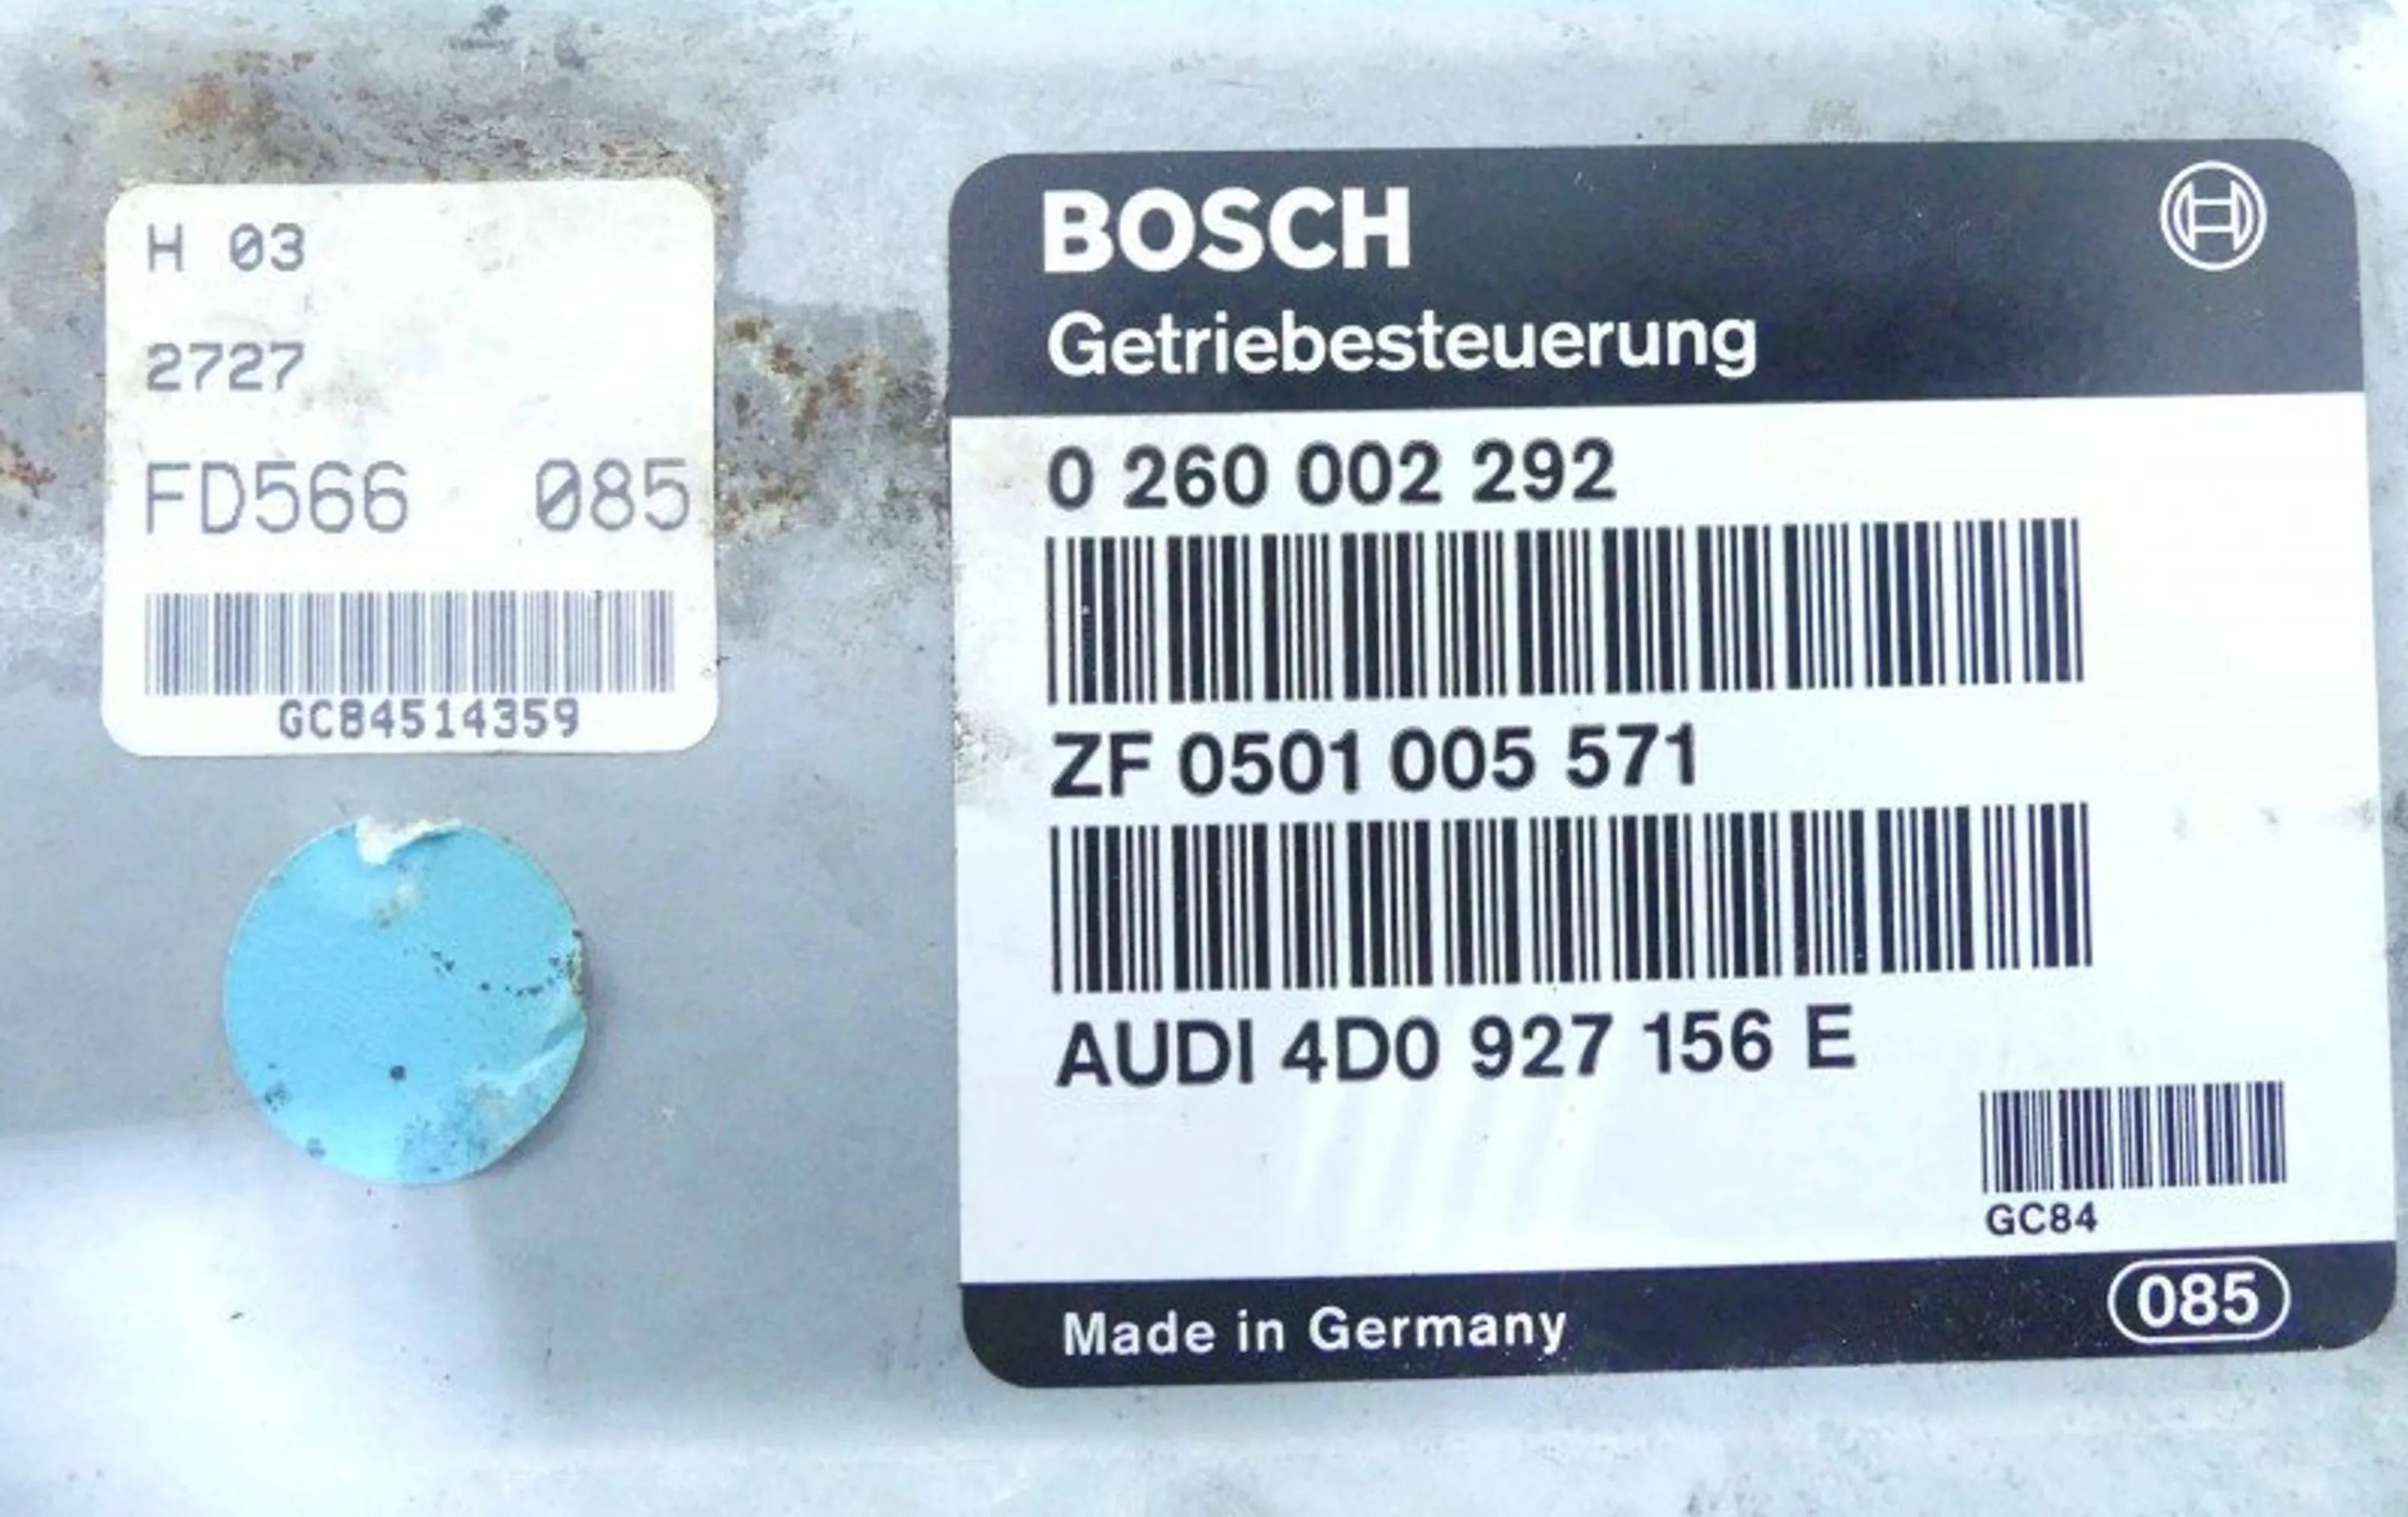 H 03
2727
FD566 085
GC84514359
BOSCH
Getriebesteuerung
0 260 002 292
ZF 0501 005 571
AUDI 4D0 927 156 E
GC84
Made in Germany
085